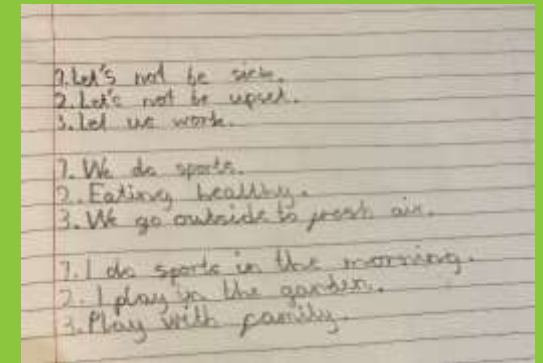 1. Let's not be sick.
2. Let's not be upset.
3. Let us work.
1. We do sports.
2. Eating healthy.
3. We go outside to fresh air.
1. I do sports in the morning.
2. I play in the garden.
3. Play with family.